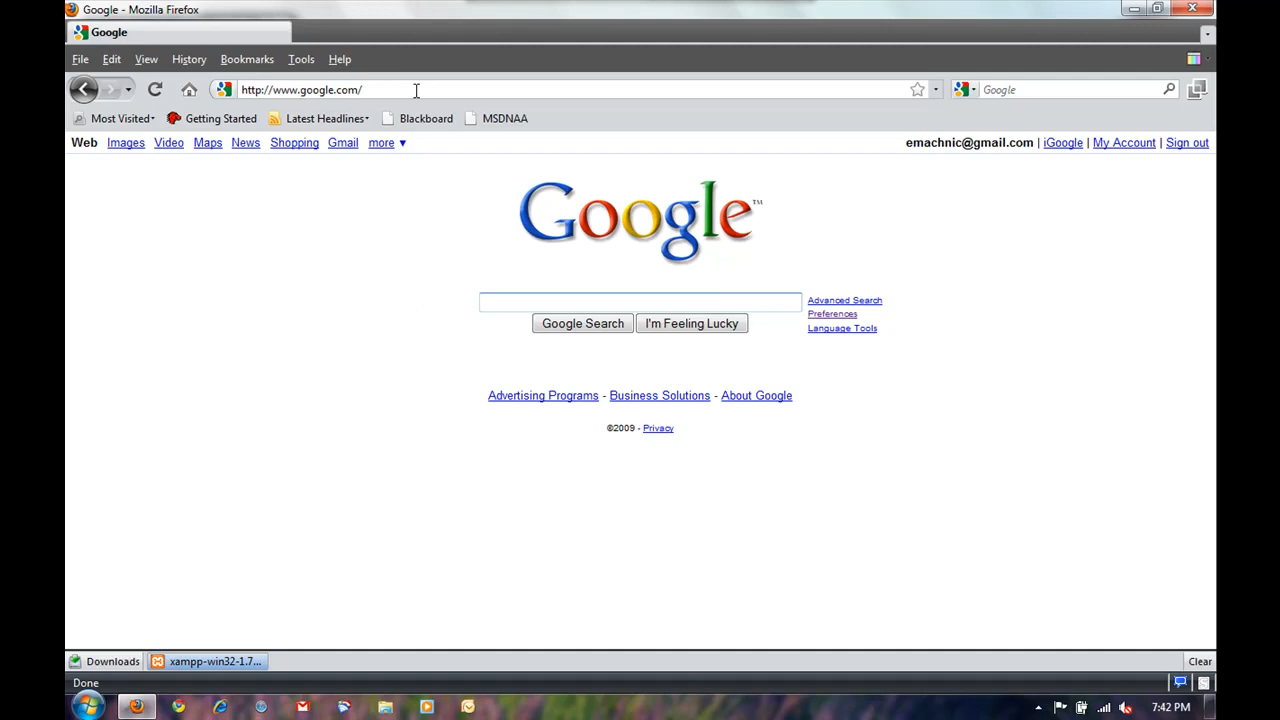 Google - Mozilla Firefox
Google
File Edit View History Bookmarks Tools Help
http://www.google.com/ Google
Most Visited Getting Started Latest Headlines Blackboard MSDNAA
Web Images Video Maps News Shopping Gmail more ▼ emachnic@gmail.com | iGoogle | My Account | Sign out
Google™
Advanced Search
Preferences
Language Tools
Google Search I'm Feeling Lucky
Advertising Programs - Business Solutions - About Google
©2009 - Privacy
Downloads xampp-win32-1.7... Clear
Done
7:42 PM